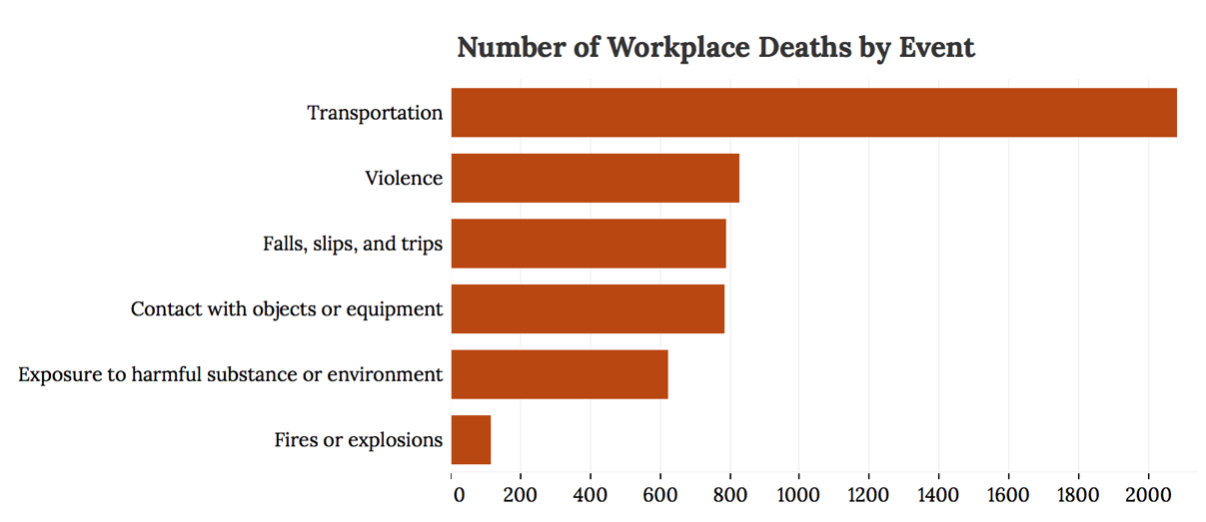 Number of Workplace Deaths by Event
Transportation
Violence
Falls, slips, and trips
Contact with objects or equipment
Exposure to harmful substance or environment
Fires or explosions
0 200 400 600 800 1000 1200 1400 1600 1800 2000